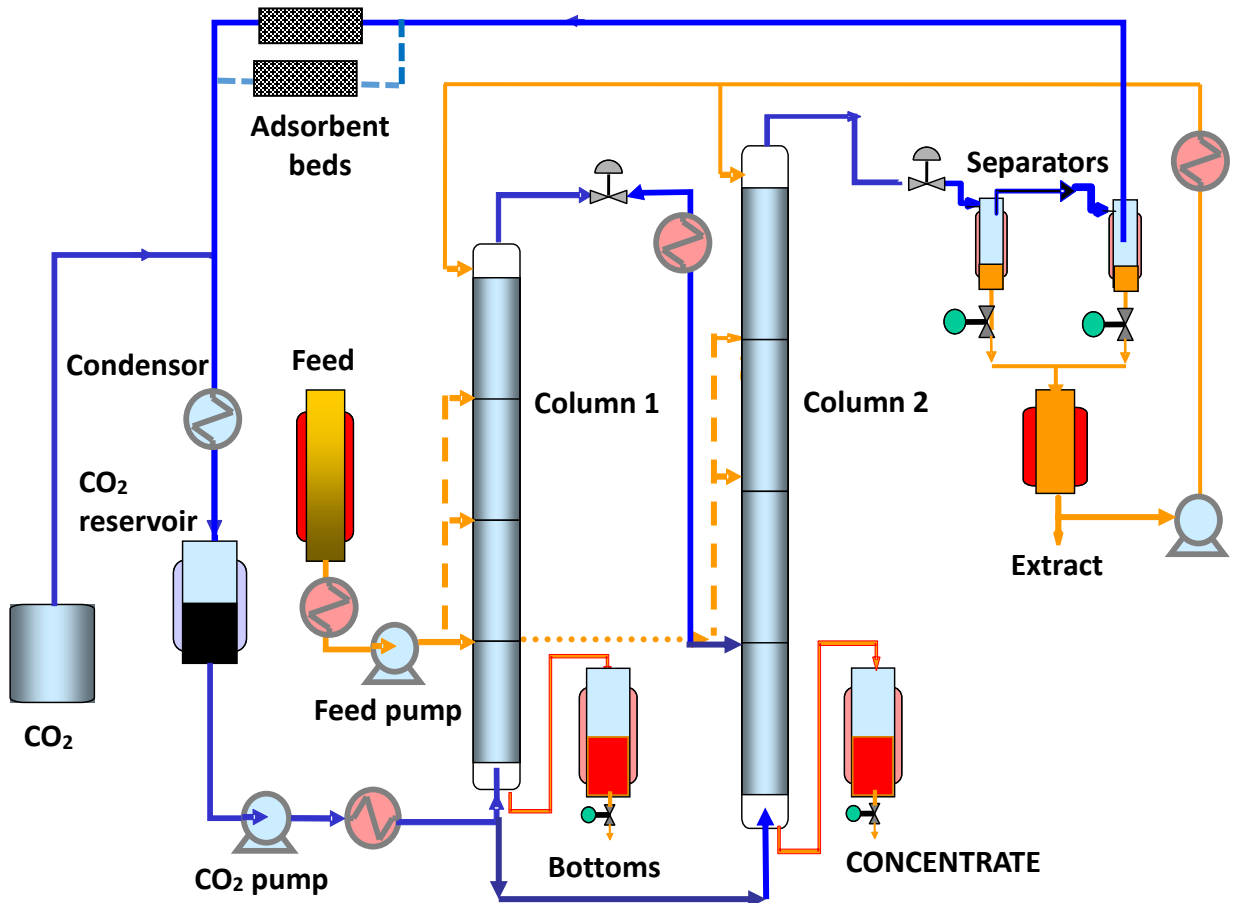 Adsorbent
beds
Separators
Condensor
Feed
Column 1
Column 2
CO₂
reservoir
Extract
Feed pump
CO₂
Bottoms
CONCENTRATE
CO₂ pump